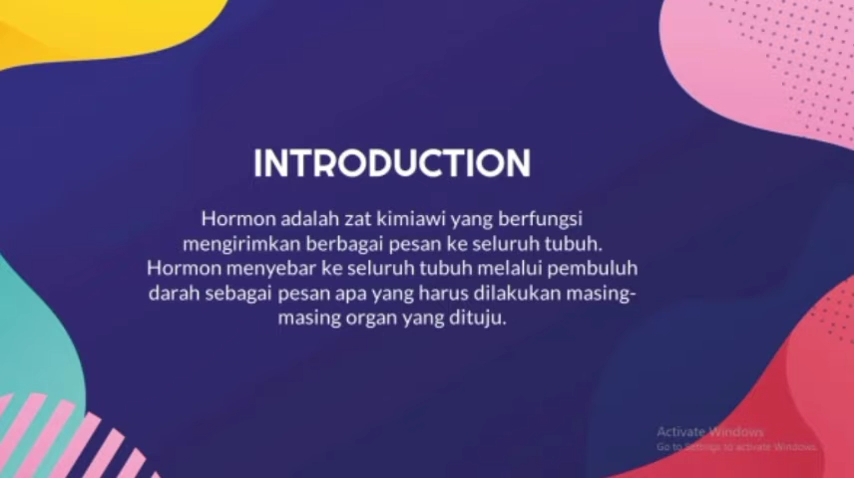 INTRODUCTION
Hormon adalah zat kimiawi yang berfungsi
mengirimkan berbagai pesan ke seluruh tubuh.
Hormon menyebar ke seluruh tubuh melalui pembuluh
darah sebagai pesan apa yang harus dilakukan masing-
masing organ yang dituju.
Activate Windows
Go to Settings to activate Windows.